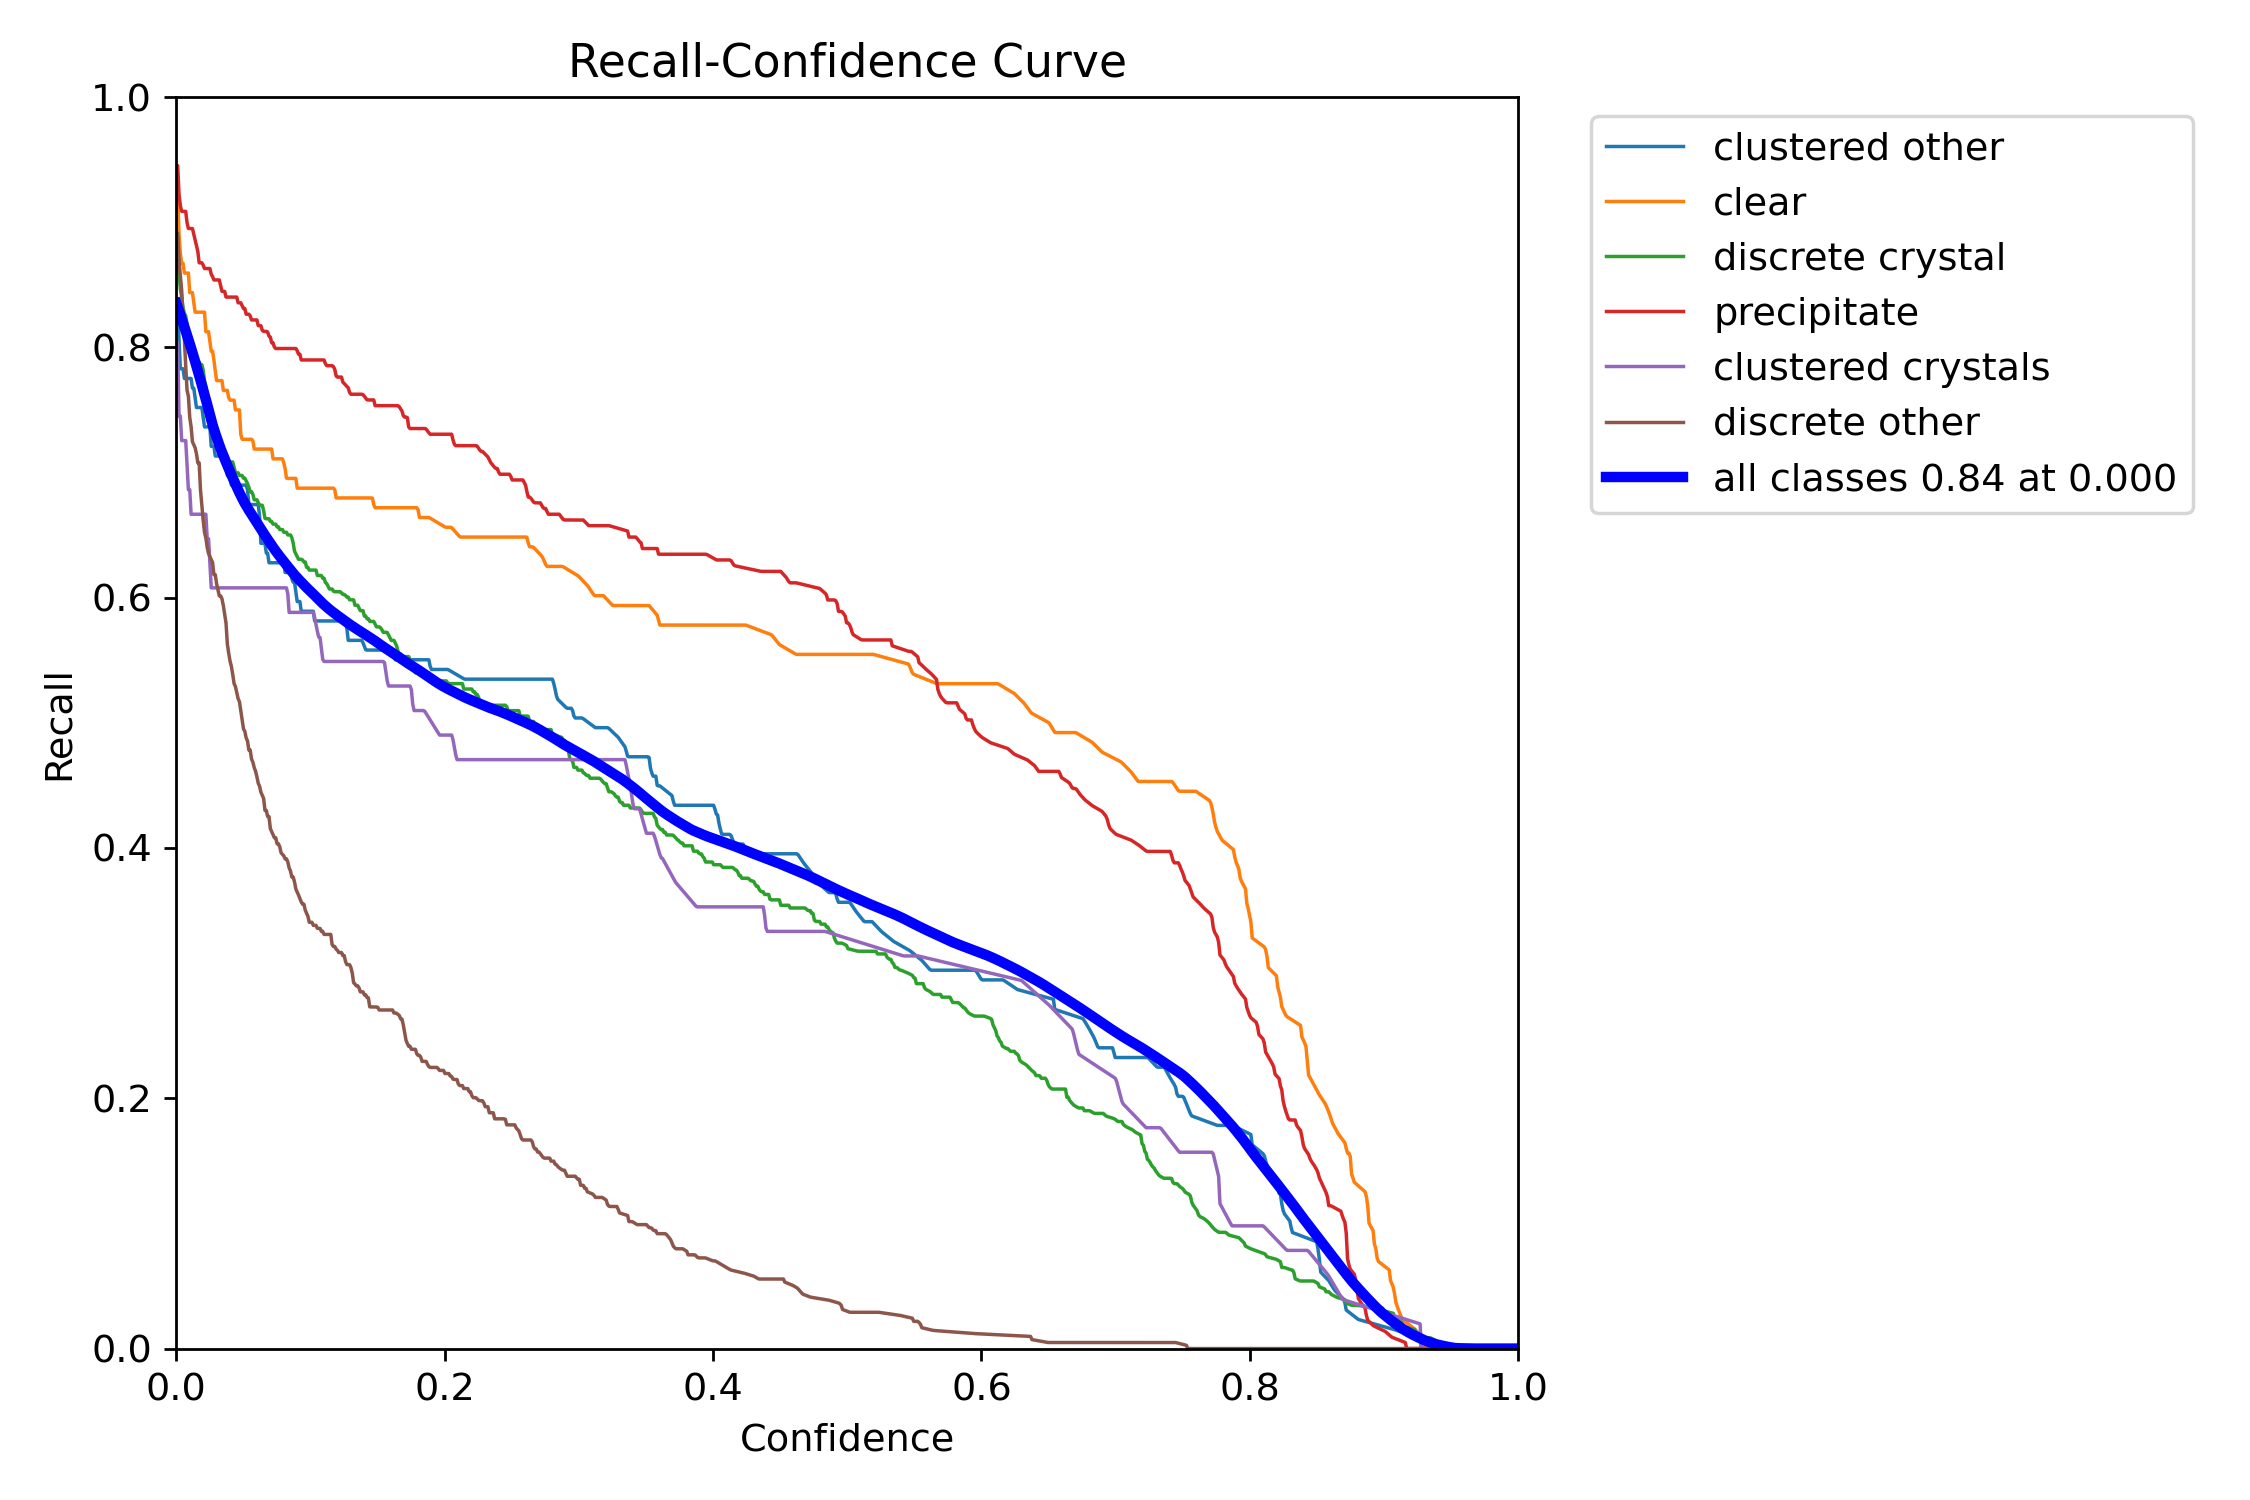 Recall-Confidence Curve
1.0
0.8
0.6
0.4
0.2
0.0
Recall
0.0 0.2 0.4 0.6 0.8 1.0
Confidence
clustered other
clear
discrete crystal
precipitate
clustered crystals
discrete other
all classes 0.84 at 0.000